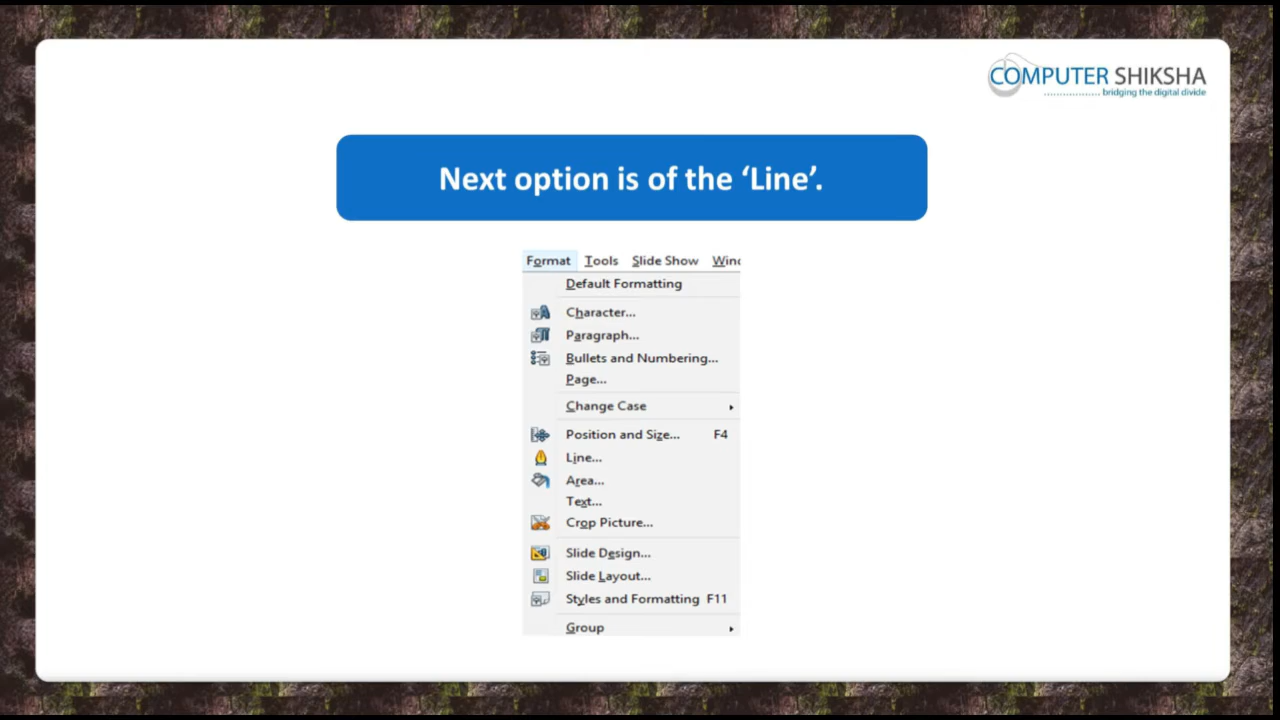 COMPUTER SHIKSHA
bridging the digital divide
Next option is of the ‘Line’.
Format Tools Slide Show Winc
Default Formatting
Character...
Paragraph...
Bullets and Numbering...
Page...
Change Case
Position and Size... F4
Line...
Area...
Text...
Crop Picture...
Slide Design...
Slide Layout...
Styles and Formatting F11
Group